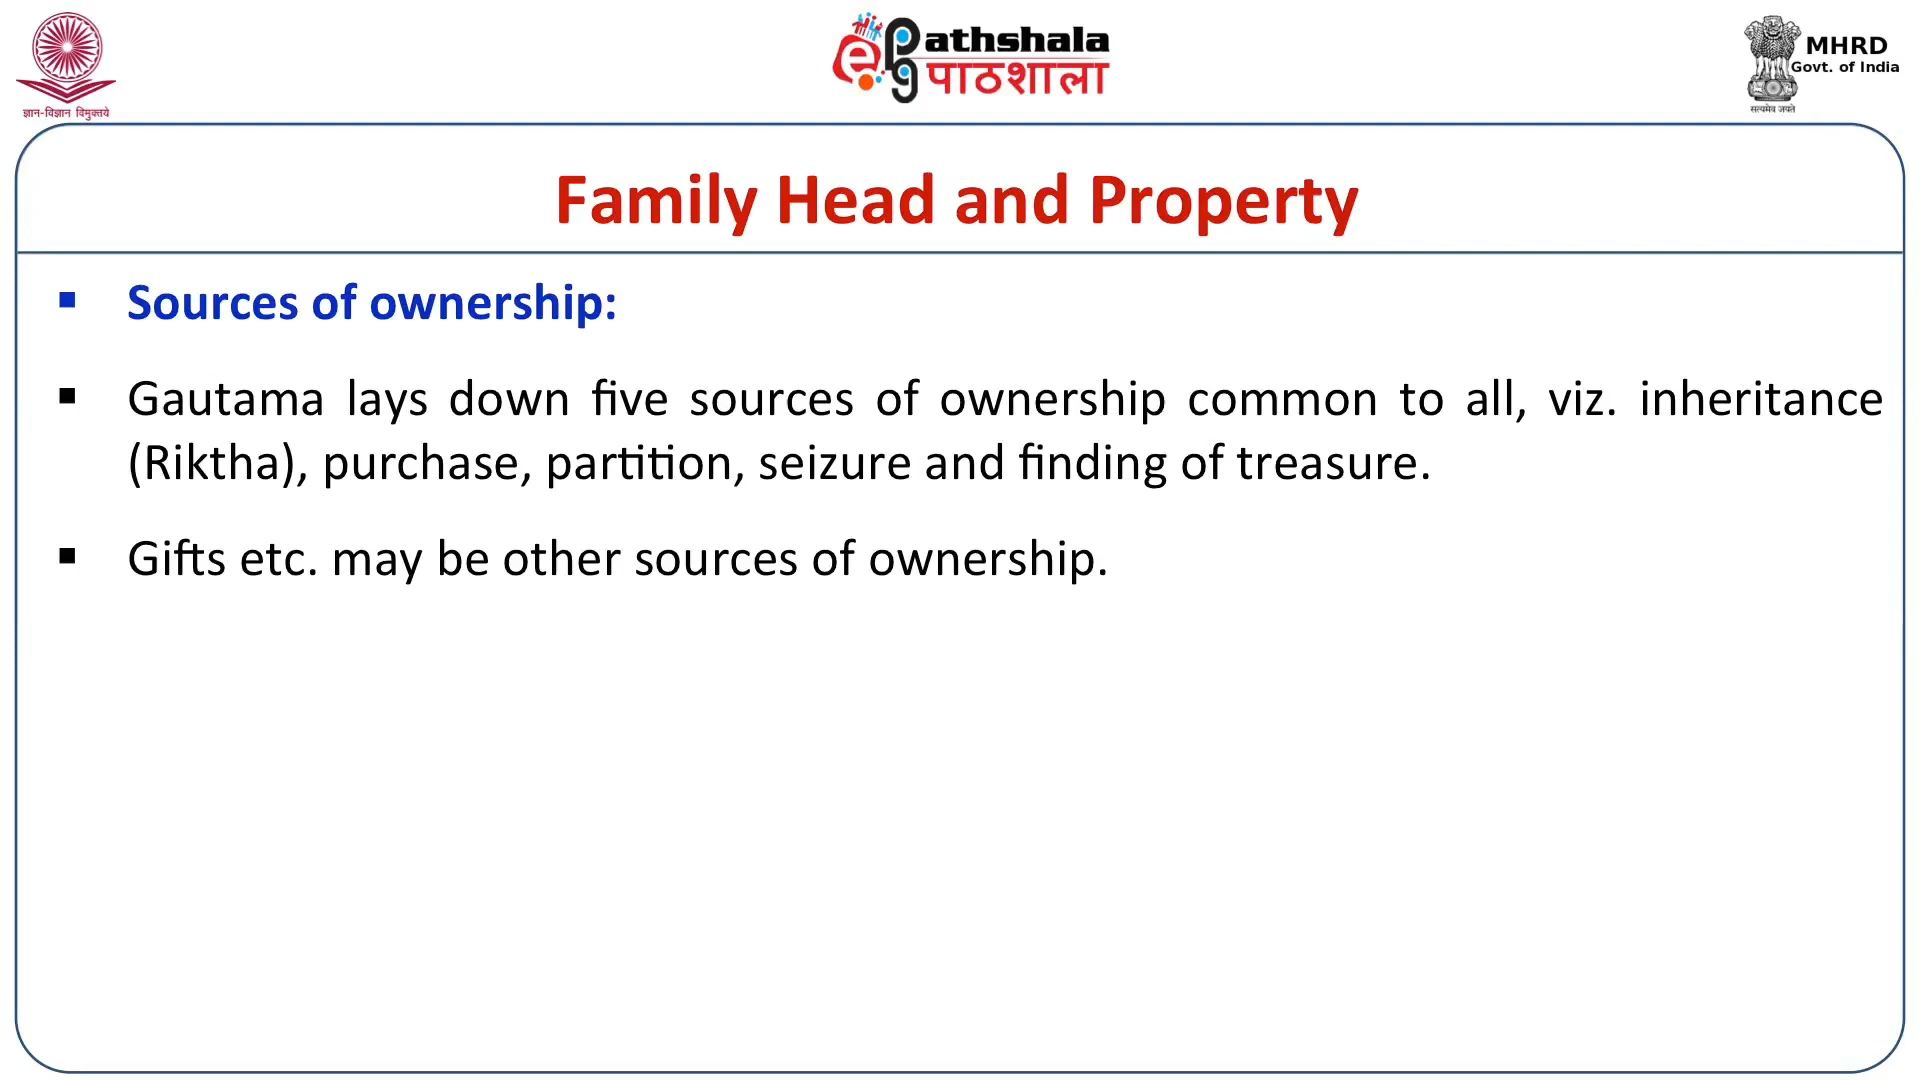 ज्ञान-विज्ञान विमुक्तये
ePathshala
pg पाठशाला
MHRD
Govt. of India
सत्यमेव जयते
Family Head and Property
▪ Sources of ownership:
▪ Gautama lays down five sources of ownership common to all, viz. inheritance
(Riktha), purchase, partition, seizure and finding of treasure.
▪ Gifts etc. may be other sources of ownership.